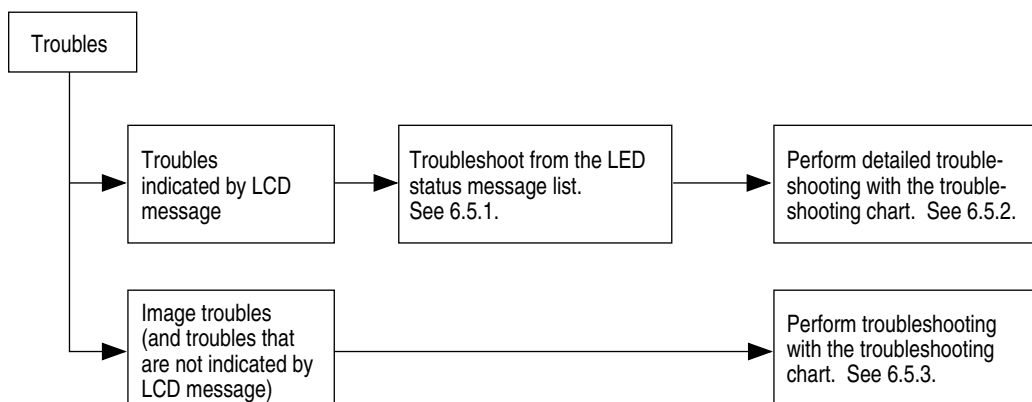 Troubles
Troubles
indicated by LCD
message
Troubleshoot from the LED
status message list.
See 6.5.1.
Perform detailed trouble-
shooting with the trouble-
shooting chart.  See 6.5.2.
Image troubles
(and troubles that
are not indicated by
LCD message)
Perform troubleshooting
with the troubleshooting
chart.  See 6.5.3.